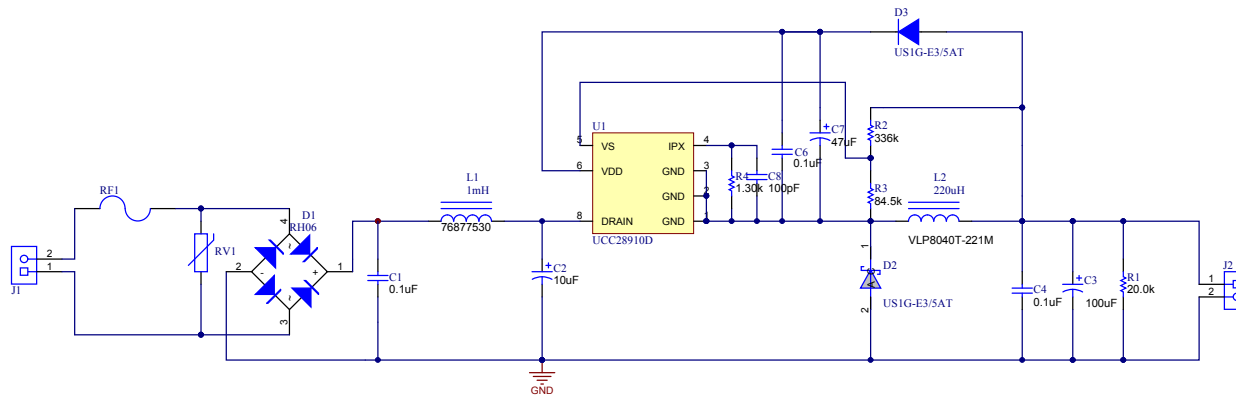 D3
US1G-E3/5AT
U1
5
VS
IPX
4
6
VDD
GND
3
GND
2
8
DRAIN
GND
1
UCC28910D
R4
1.30k
C8
100pF
C6
0.1uF
C7
+
47uF
R2
336k
R3
84.5k
L2
220uH
VLP8040T-221M
L1
1mH
76877530
RF1
D1
RH06
4
~
2
-
+
1
~
3
RV1
2
1
J1
C1
0.1uF
+
C2
10uF
GND
1
D2
A
2
US1G-E3/5AT
C4
0.1uF
+
C3
100uF
R1
20.0k
J2
1
2